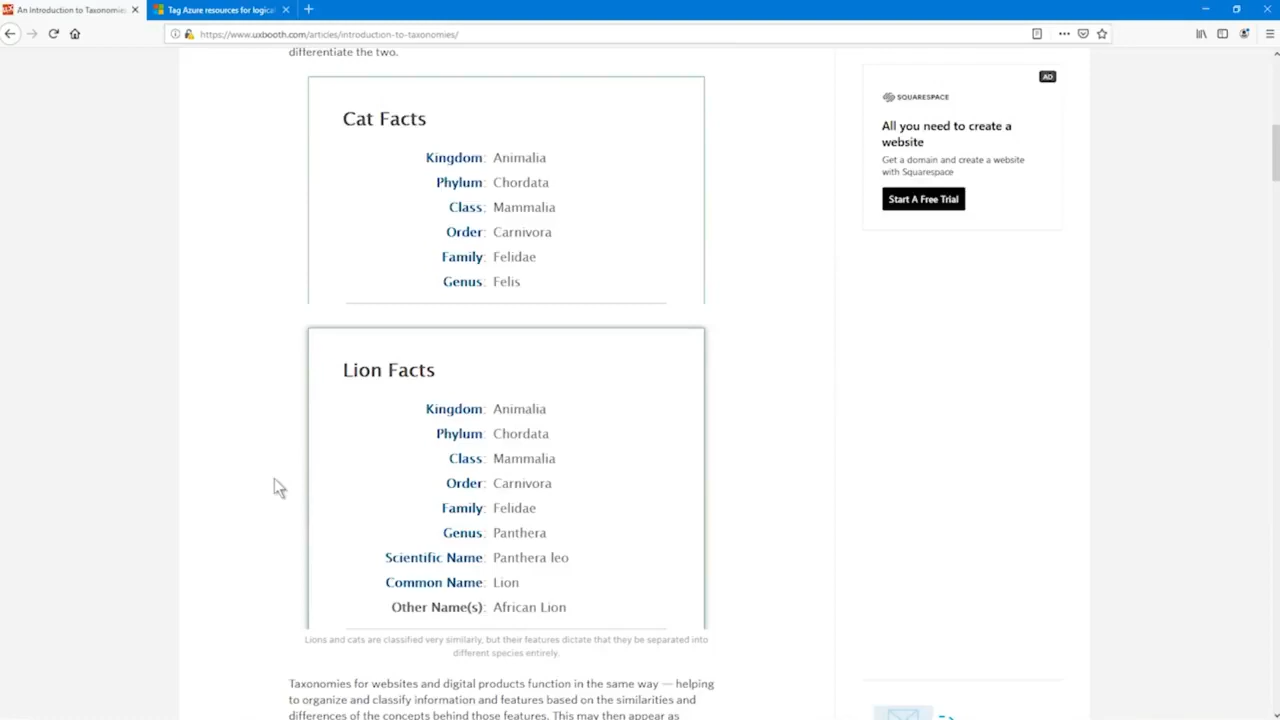 An Introduction to Taxonomies
Tag Azure resources for logical
https://www.uxbooth.com/articles/introduction-to-taxonomies/
differentiate the two.
Cat Facts
Kingdom: Animalia
Phylum: Chordata
Class: Mammalia
Order: Carnivora
Family: Felidae
Genus: Felis
Lion Facts
Kingdom: Animalia
Phylum: Chordata
Class: Mammalia
Order: Carnivora
Family: Felidae
Genus: Panthera
Scientific Name: Panthera leo
Common Name: Lion
Other Name(s): African Lion
Lions and cats are classified very similarly, but their features dictate that they be separated into
different species entirely.
Taxonomies for websites and digital products function in the same way — helping
to organize and classify information and features based on the similarities and
differences of the concepts behind those features. This may then appear as
AD
SQUARESPACE
All you need to create a
website
Get a domain and create a website
with Squarespace
Start A Free Trial